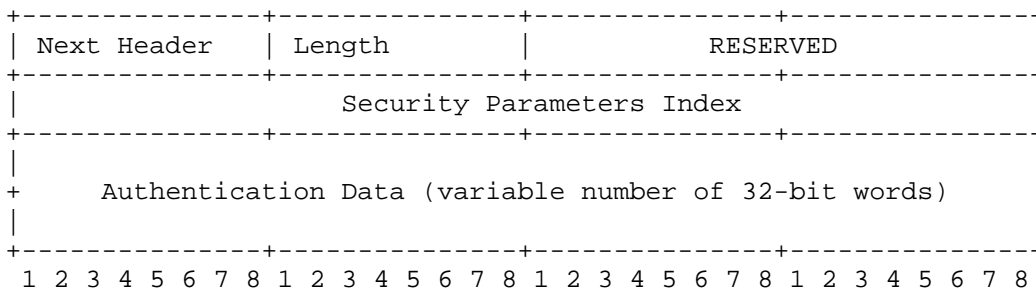 +---------------+---------------+---------------+---------------
| Next Header   | Length        |           RESERVED
+---------------+---------------+---------------+---------------
|                    Security Parameters Index
+---------------+---------------+---------------+---------------
|
+     Authentication Data (variable number of 32-bit words)
|
+---------------+---------------+---------------+---------------
 1 2 3 4 5 6 7 8 1 2 3 4 5 6 7 8 1 2 3 4 5 6 7 8 1 2 3 4 5 6 7 8